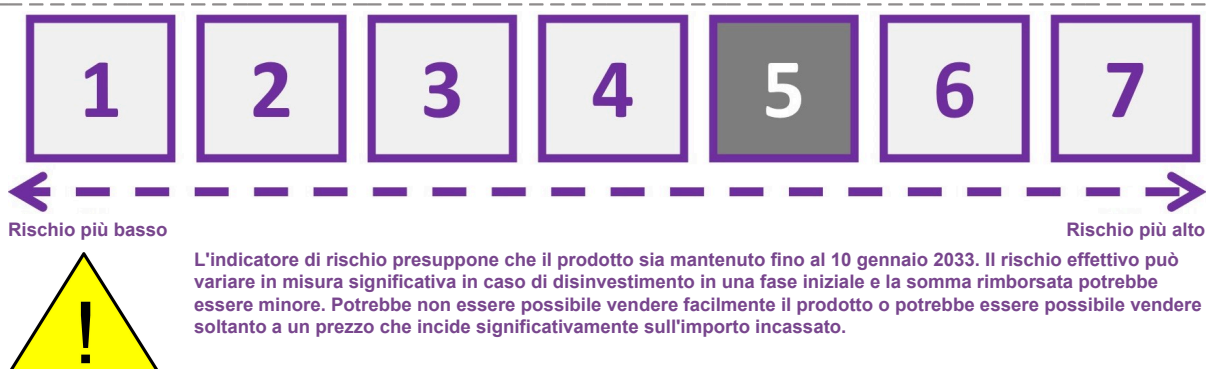 1 2 3 4 5 6 7
Rischio più basso Rischio più alto
L'indicatore di rischio presuppone che il prodotto sia mantenuto fino al 10 gennaio 2033. Il rischio effettivo può
variare in misura significativa in caso di disinvestimento in una fase iniziale e la somma rimborsata potrebbe
essere minore. Potrebbe non essere possibile vendere facilmente il prodotto o potrebbe essere possibile vendere
soltanto a un prezzo che incide significativamente sull'importo incassato.
!